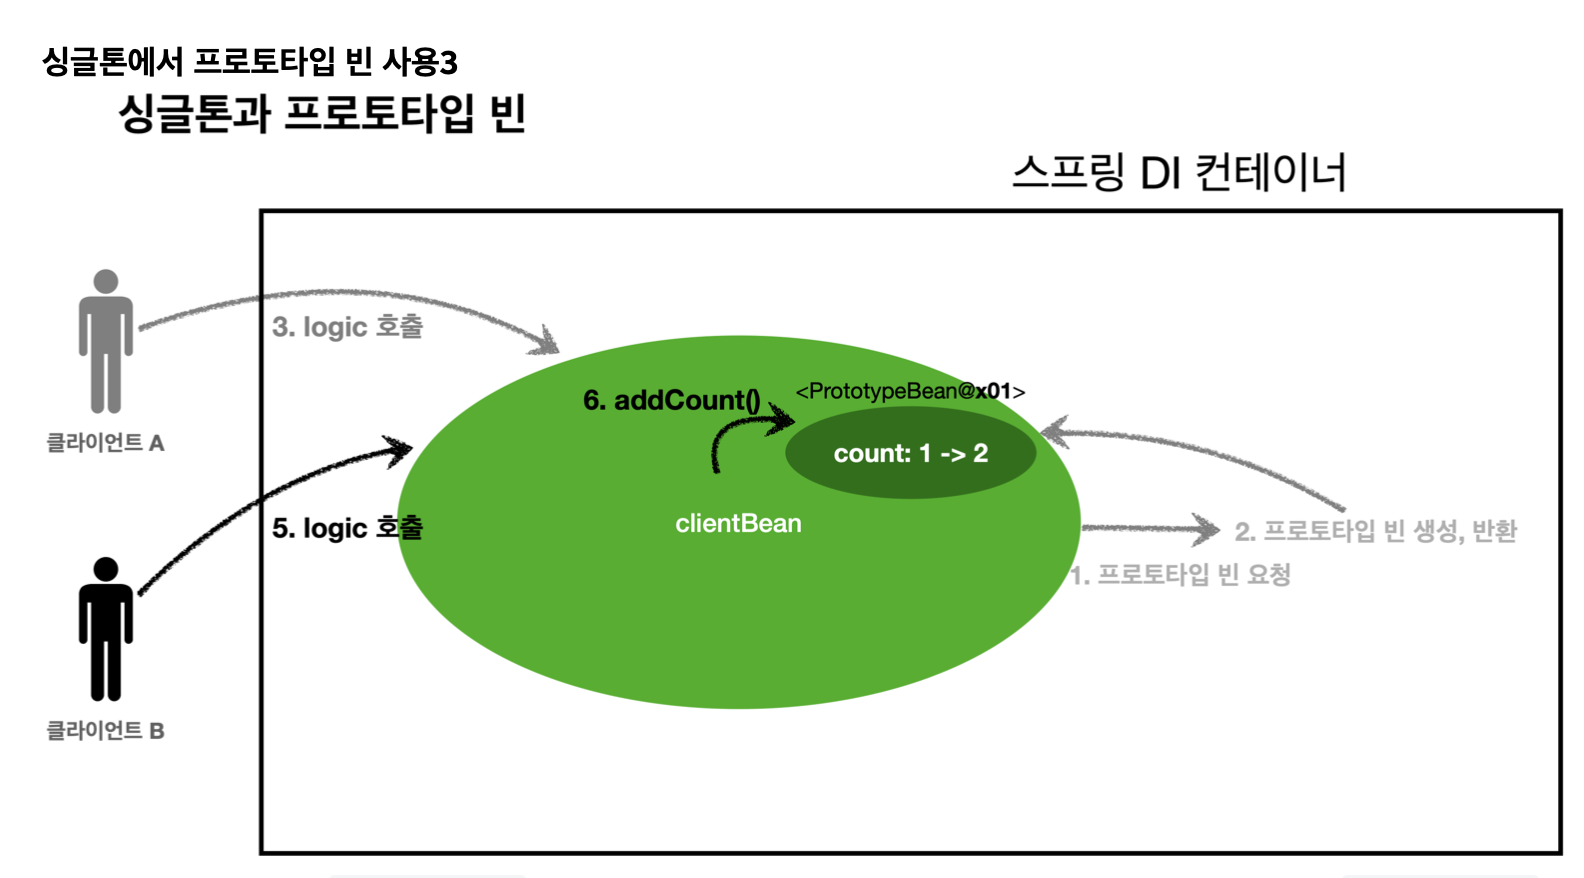 싱글톤에서 프로토타입 빈 사용3
싱글톤과 프로토타입 빈
스프링 DI 컨테이너
3. logic 호출
클라이언트 A
6. addCount()
<PrototypeBean@x01>
count: 1 -> 2
5. logic 호출
clientBean
2. 프로토타입 빈 생성, 반환
1. 프로토타입 빈 요청
클라이언트 B